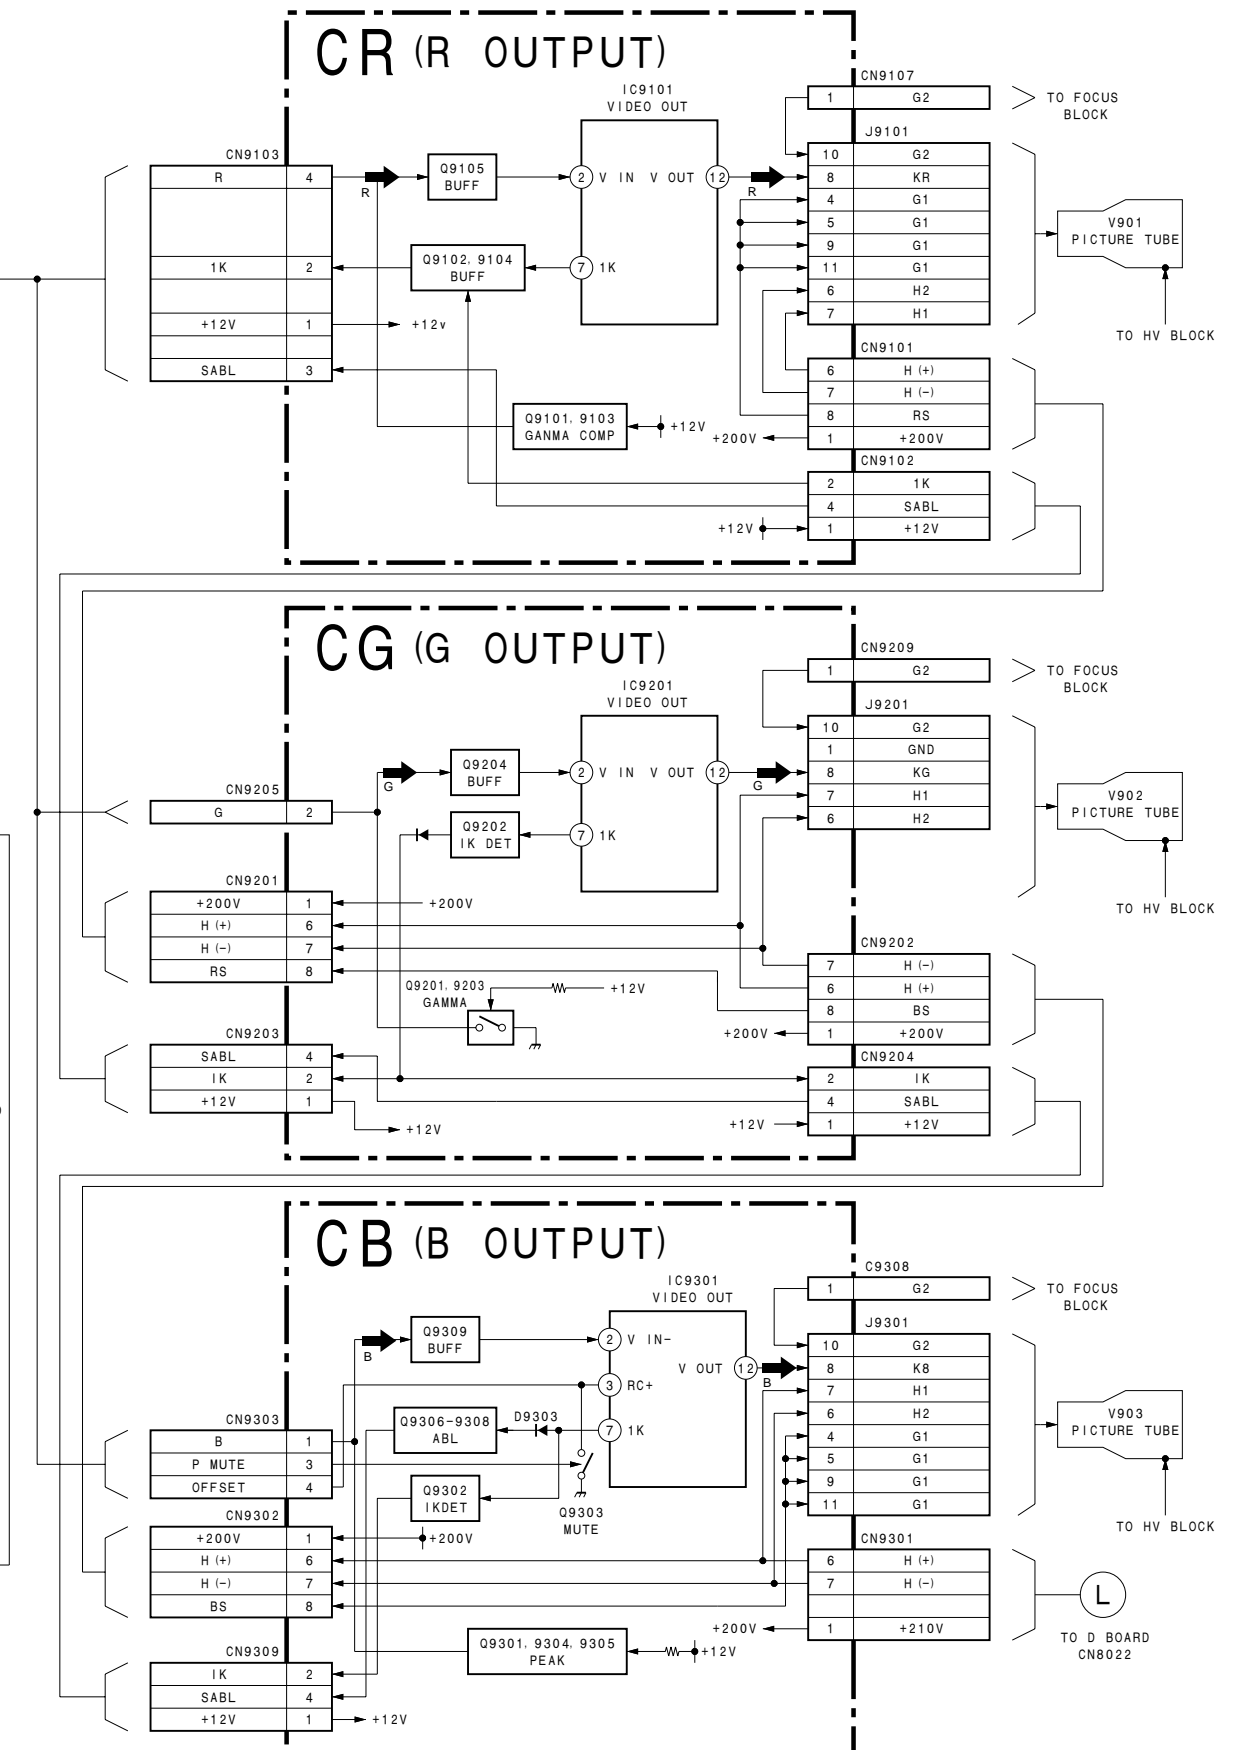 CR (R OUTPUT)
IC9101
VIDEO OUT
CN9107
1 G2
TO FOCUS
BLOCK
J9101
10 G2
8 KR
4 G1
5 G1
9 G1
11 G1
6 H2
7 H1
V901
PICTURE TUBE
TO HV BLOCK
CN9103
R 4
1K 2
+12V 1
SABL 3
R
Q9105
BUFF
2 V IN V OUT 12
R
Q9102, 9104
BUFF
7 1K
+12v
Q9101, 9103
GANMA COMP
+12V
CN9101
6 H (+)
7 H (-)
8 RS
+200V
1 +200V
CN9102
2 1K
4 SABL
+12V
1 +12V
CG (G OUTPUT)
IC9201
VIDEO OUT
CN9209
1 G2
TO FOCUS
BLOCK
J9201
10 G2
1 GND
8 KG
7 H1
6 H2
V902
PICTURE TUBE
TO HV BLOCK
CN9205
G 2
G
Q9204
BUFF
2 V IN V OUT 12
G
Q9202
IK DET
7 1K
CN9201
+200V 1
H (+) 6
H (-) 7
RS 8
+200V
Q9201, 9203
GAMMA
+12V
CN9202
7 H (-)
6 H (+)
8 BS
+200V
1 +200V
CN9203
SABL 4
IK 2
+12V 1
+12V
CN9204
2 IK
4 SABL
+12V
1 +12V
CB (B OUTPUT)
IC9301
VIDEO OUT
C9308
1 G2
TO FOCUS
BLOCK
J9301
10 G2
8 K8
7 H1
6 H2
4 G1
5 G1
9 G1
11 G1
V903
PICTURE TUBE
TO HV BLOCK
B
Q9309
BUFF
2 V IN-
V OUT 12
B
3 RC+
Q9306-9308
ABL
D9303
7 1K
Q9302
IKDET
Q9303
MUTE
CN9303
B 1
P MUTE 3
OFFSET 4
CN9302
+200V 1
H (+) 6
H (-) 7
BS 8
+200V
CN9301
6 H (+)
7 H (-)
+200V
1 +210V
L
TO D BOARD
CN8022
Q9301, 9304, 9305
PEAK
+12V
CN9309
IK 2
SABL 4
+12V 1
+12V